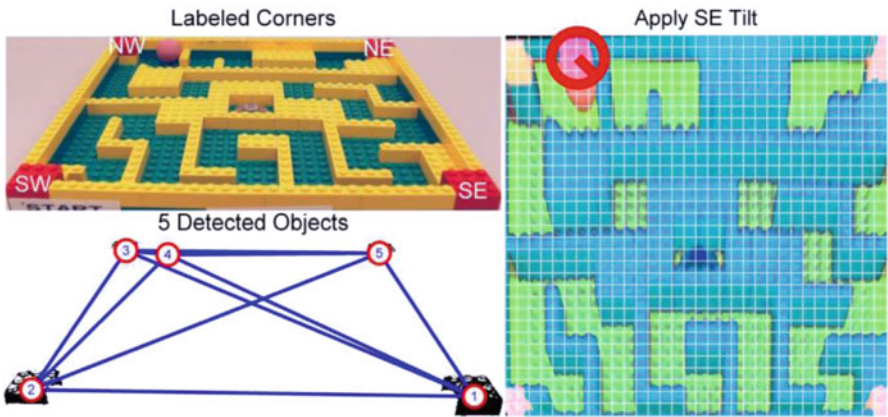 Labeled Corners
Apply SE Tilt
NW
NE
SW
SE
START
5 Detected Objects
3
4
5
2
1